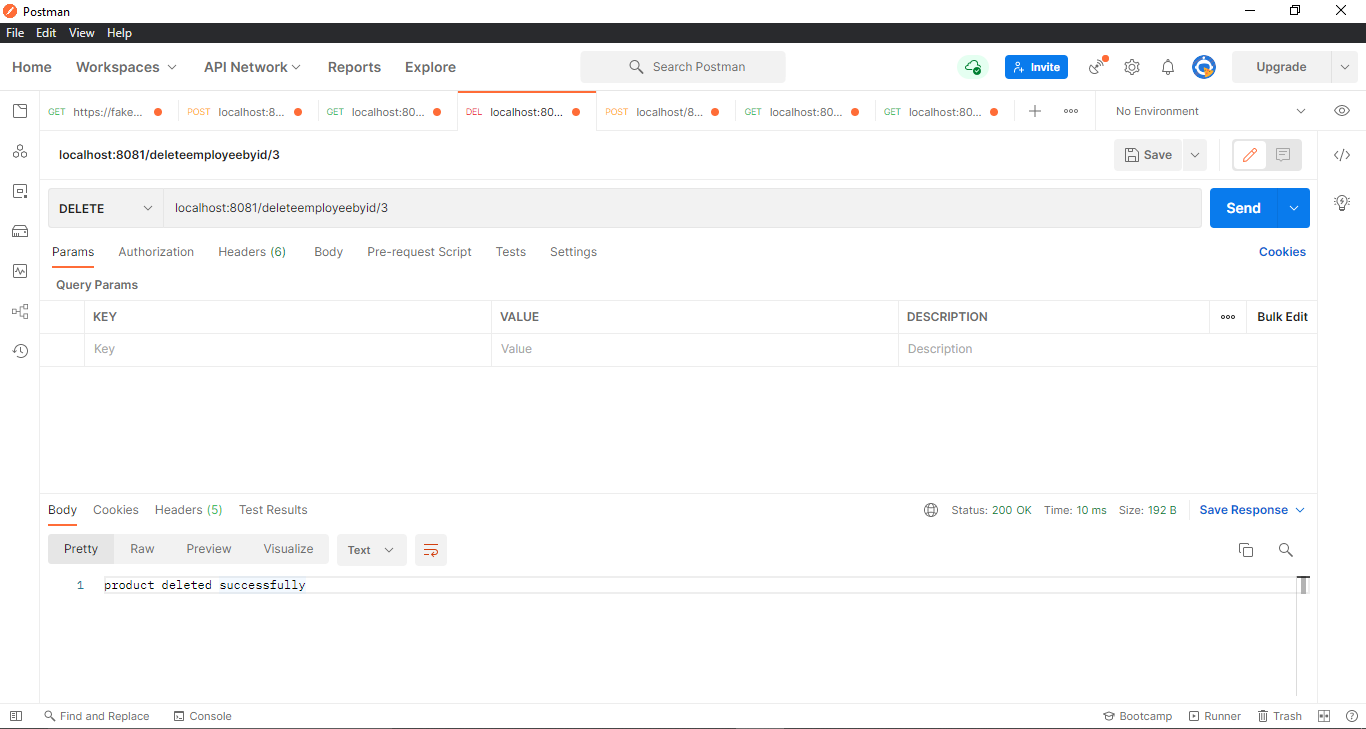 Postman
File Edit View Help
Home Workspaces API Network Reports Explore Search Postman Invite Upgrade
GET https://fake... POST localhost:8... GET localhost:80... DEL localhost:80... POST localhost/8... GET localhost:80... GET localhost:80... No Environment
localhost:8081/deleteemployeebyid/3 Save
DELETE localhost:8081/deleteemployeebyid/3 Send
Params Authorization Headers (6) Body Pre-request Script Tests Settings Cookies
Query Params
KEY VALUE DESCRIPTION Bulk Edit
Key Value Description
Body Cookies Headers (5) Test Results Status: 200 OK Time: 10 ms Size: 192 B Save Response
Pretty Raw Preview Visualize Text
1 product deleted successfully
Find and Replace Console Bootcamp Runner Trash